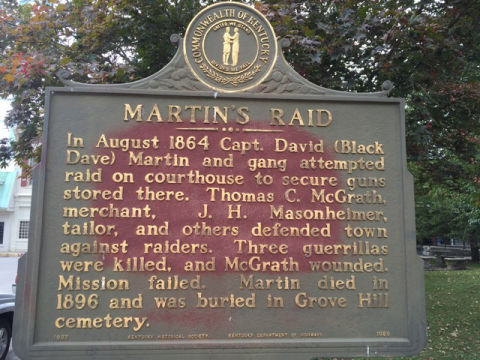 COMMONWEALTH OF KENTUCKY
MARTIN'S RAID
In August 1864 Capt. David (Black
Dave) Martin and gang attempted
raid on courthouse to secure guns
stored there. Thomas C. McGrath,
merchant, J. H. Masonheimer,
tailor, and others defended town
against raiders. Three guerrillas
were killed, and McGrath wounded.
Mission failed. Martin died in
1896 and was buried in Grove Hill
cemetery.
KENTUCKY HISTORICAL SOCIETY KENTUCKY DEPARTMENT OF HIGHWAYS